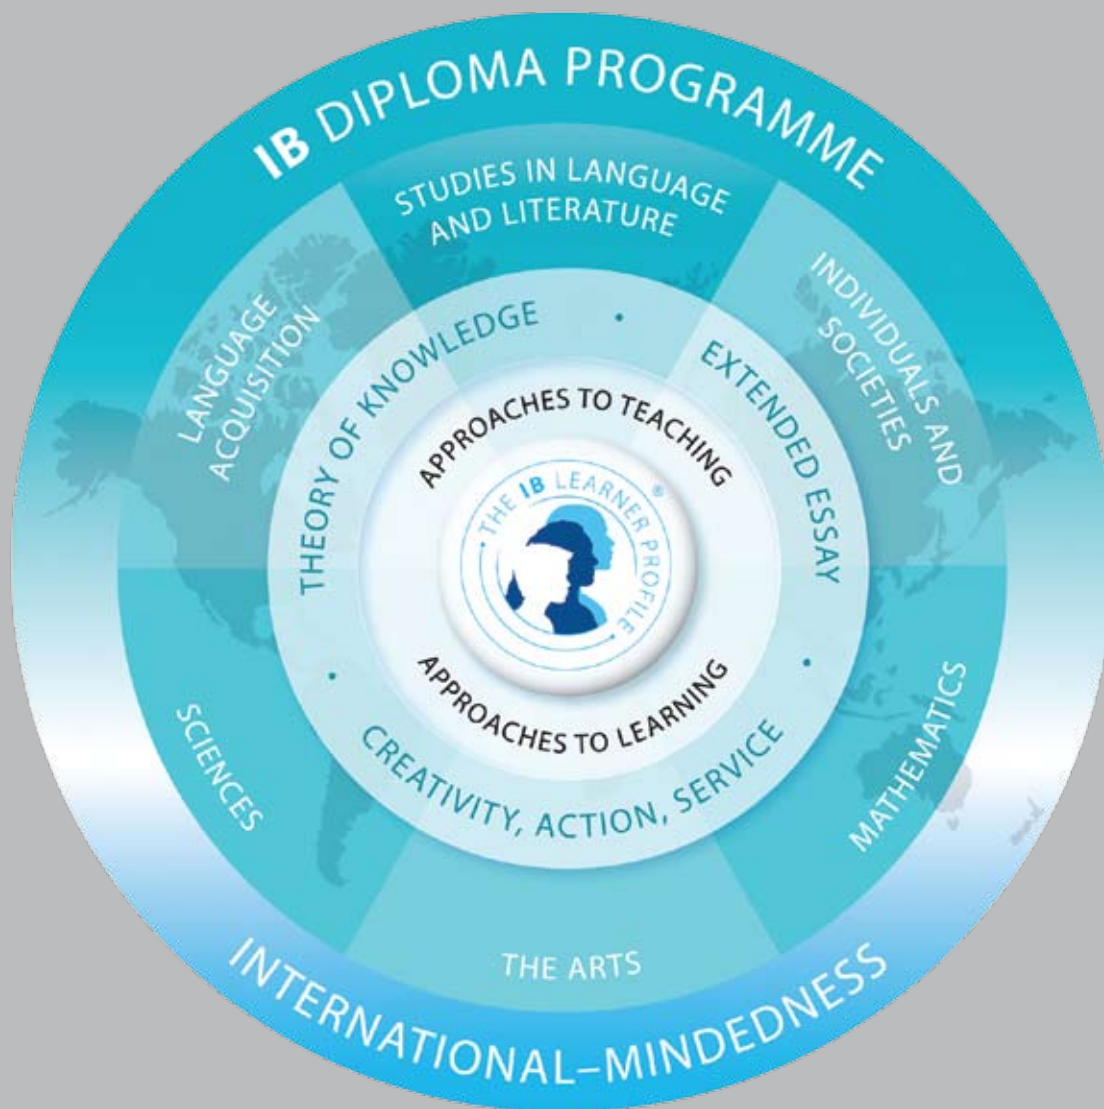 IB DIPLOMA PROGRAMME
STUDIES IN LANGUAGE
AND LITERATURE
LANGUAGE
ACQUISITION
INDIVIDUALS AND
SOCIETIES
THEORY OF KNOWLEDGE
·
EXTENDED ESSAY
·
APPROACHES TO TEACHING
· THE IB LEARNER PROFILE ·
®
APPROACHES TO LEARNING
·
CREATIVITY, ACTION, SERVICE
SCIENCES
MATHEMATICS
THE ARTS
INTERNATIONAL–MINDEDNESS